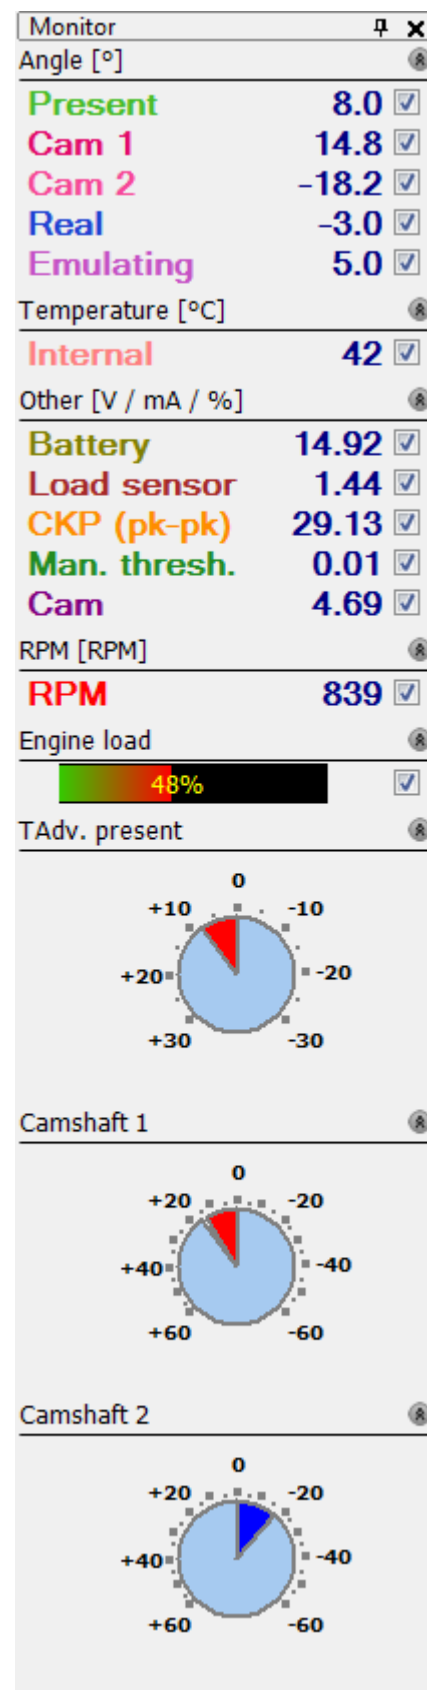 Monitor
Angle [°]
Present 8.0
Cam 1 14.8
Cam 2 -18.2
Real -3.0
Emulating 5.0
Temperature [°C]
Internal 42
Other [V / mA / %]
Battery 14.92
Load sensor 1.44
CKP (pk-pk) 29.13
Man. thresh. 0.01
Cam 4.69
RPM [RPM]
RPM 839
Engine load
48%
TAdv. present
0
+10 -10
+20 -20
+30 -30
Camshaft 1
0
+20 -20
+40 -40
+60 -60
Camshaft 2
0
+20 -20
+40 -40
+60 -60